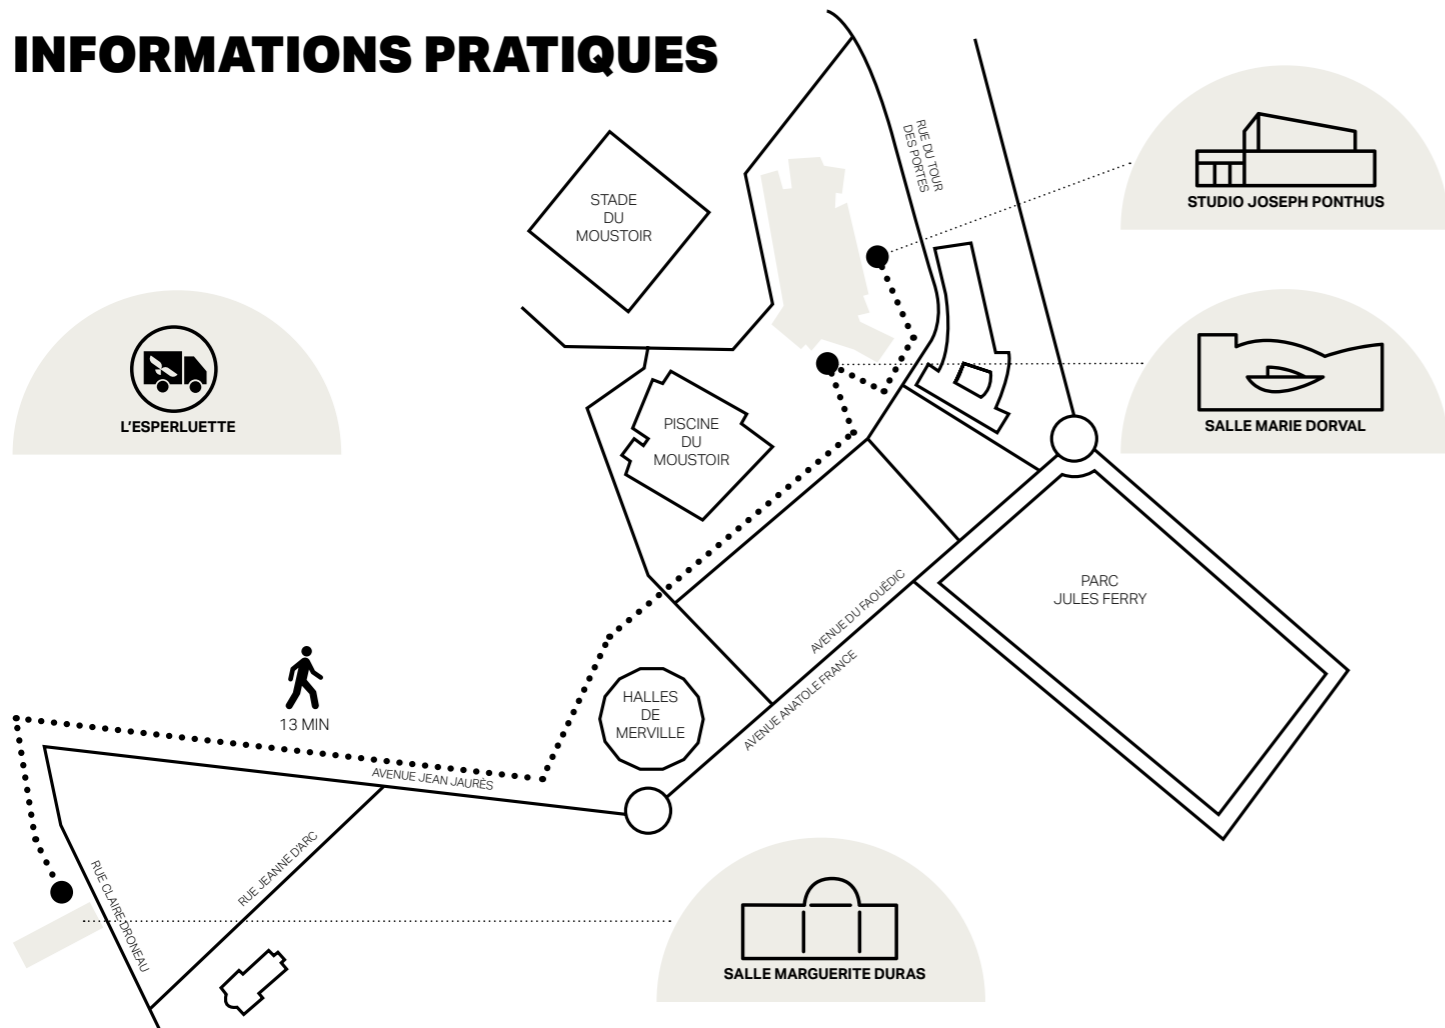 INFORMATIONS PRATIQUES
RUE DU TOUR
DES PORTES
STUDIO JOSEPH PONTHUS
STADE
DU
MOUSTOIR
L'ESPERLUETTE
SALLE MARIE DORVAL
PISCINE
DU
MOUSTOIR
PARC
JULES FERRY
AVENUE DU FAOUËDIC
AVENUE ANATOLE FRANCE
HALLES
DE
MERVILLE
13 MIN
AVENUE JEAN JAURÈS
RUE JEANNE D'ARC
RUE CLAIRE DRONEAU
SALLE MARGUERITE DURAS